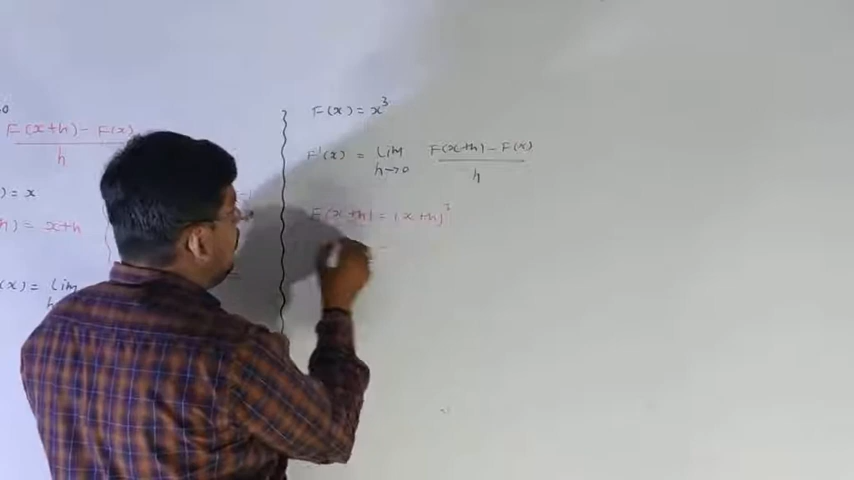 F(x+h) - F(x)
h
) = x
h) = x+h
(x) = Lim
F(x) = x³
F'(x) = Lim F(x+h) - F(x)
h→0 h
F(x+h) = (x+h)³